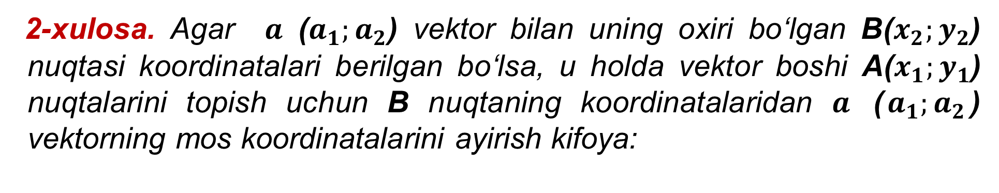 2-xulosa. Agar a (a₁; a₂) vektor bilan uning oxiri bo‘lgan B(x₂; y₂)
nuqtasi koordinatalari berilgan bo‘lsa, u holda vektor boshi A(x₁; y₁)
nuqtalarini topish uchun B nuqtaning koordinatalaridan a (a₁; a₂)
vektorning mos koordinatalarini ayirish kifoya: